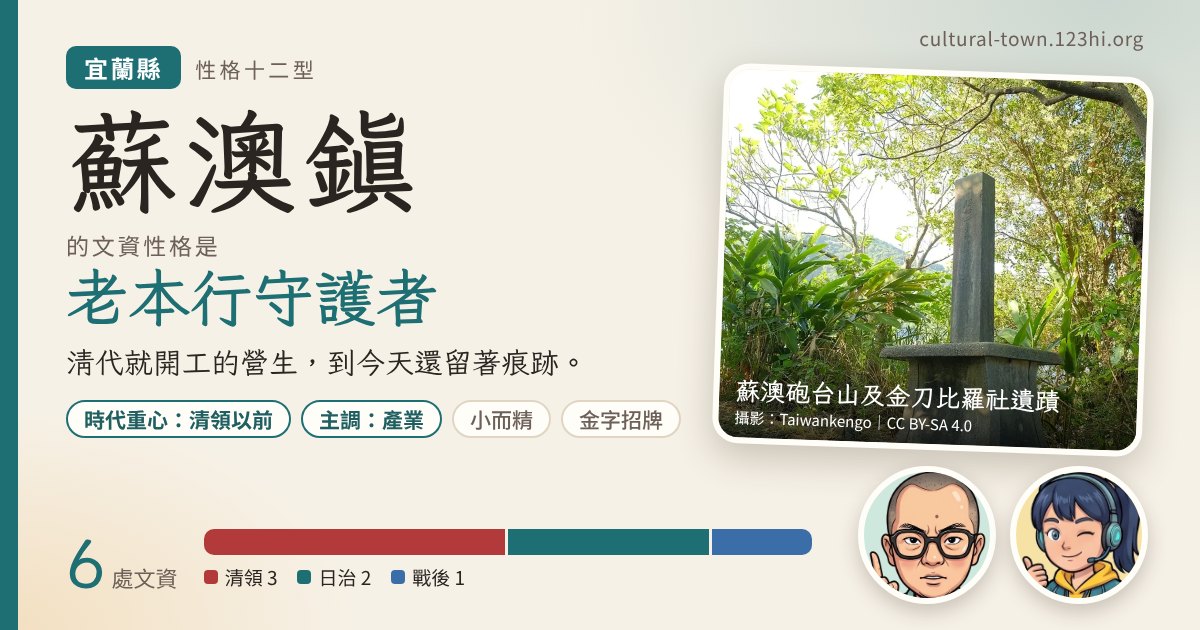 宜蘭縣 性格十二型
cultural-town.123hi.org
蘇澳鎮
的文資性格是
老本行守護者
清代就開工的營生，到今天還留著痕跡。
時代重心：清領以前 主調：產業 小而精 金字招牌
蘇澳砲台山及金刀比羅社遺蹟
攝影：Taiwankengo｜CC BY-SA 4.0
6 處文資
清領 3 日治 2 戰後 1